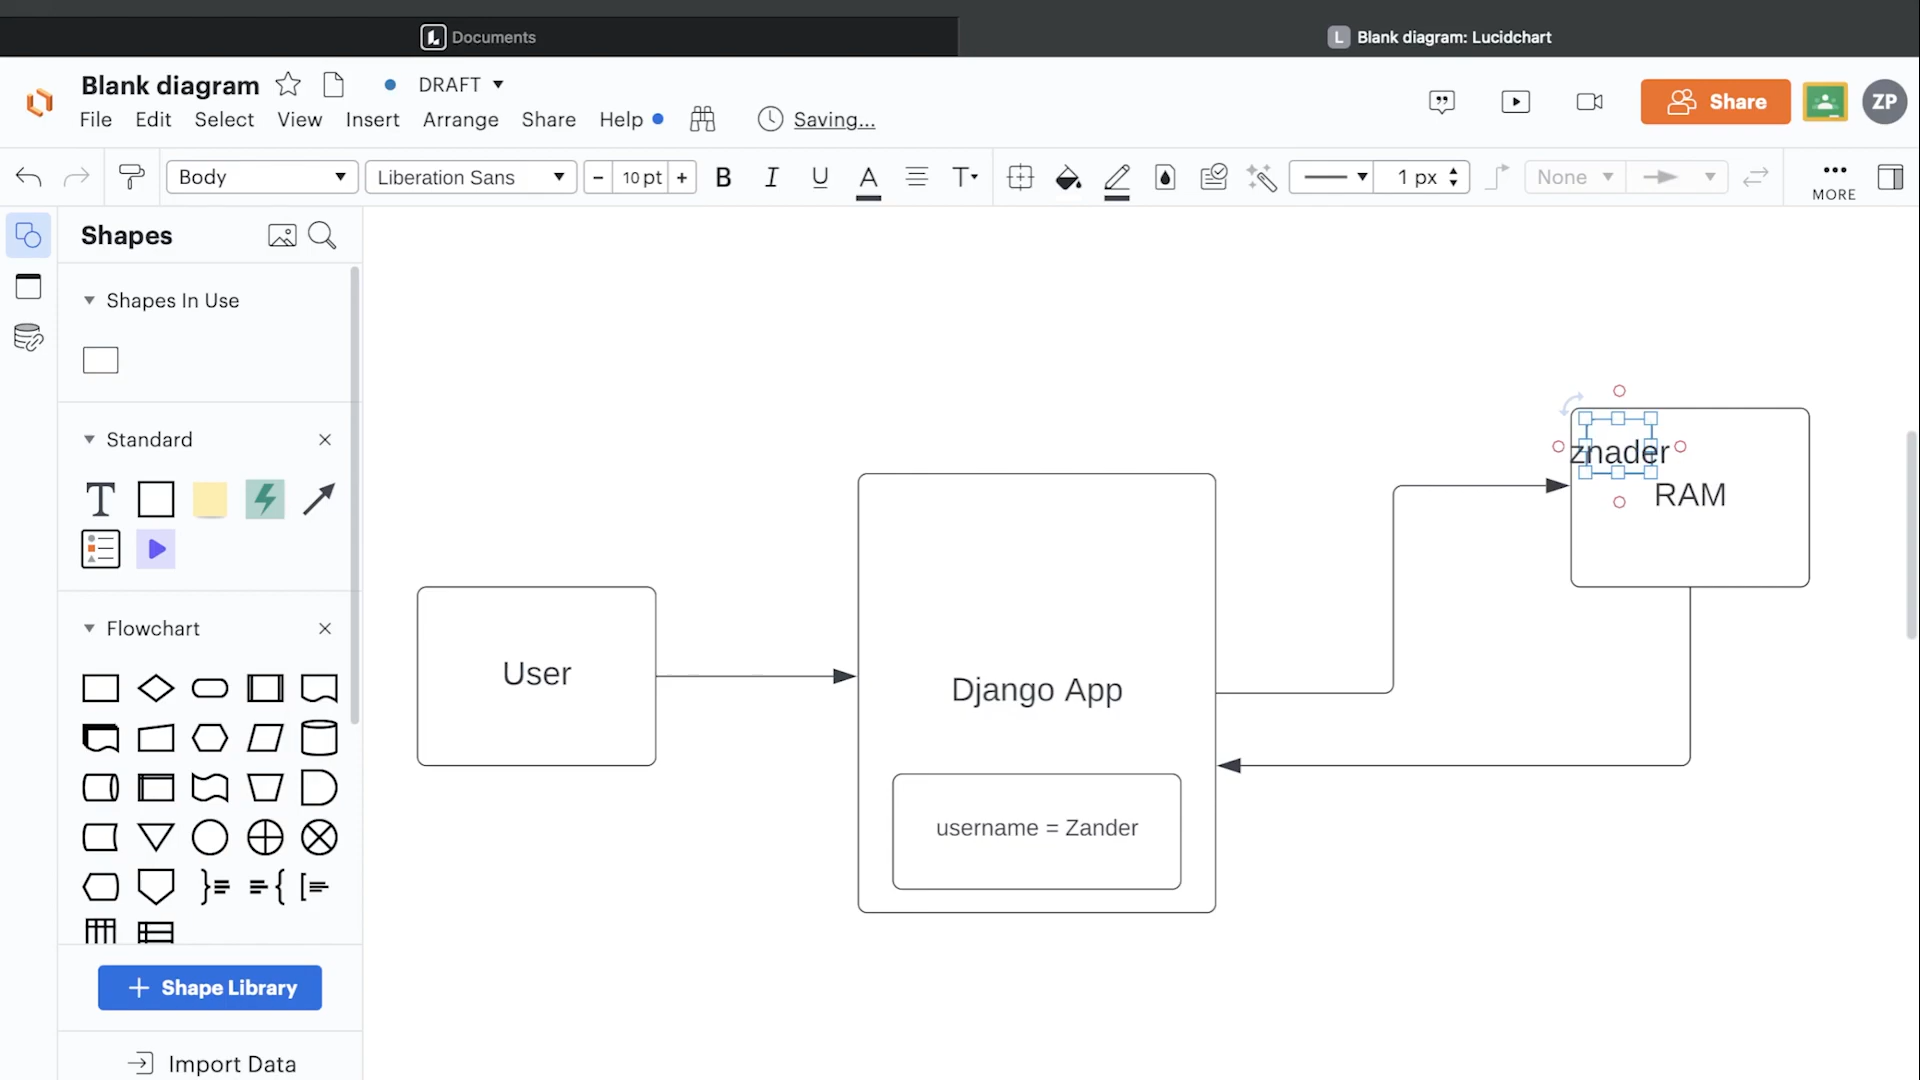 Documents
L Blank diagram: Lucidchart
Blank diagram
DRAFT
File Edit Select View Insert Arrange Share Help Saving...
Share
ZP
Body
Liberation Sans
- 10 pt +
B I U A T
1 px
None
MORE
Shapes
Shapes In Use
Standard
T
Flowchart
+ Shape Library
Import Data
User
Django App
username = Zander
znader
RAM